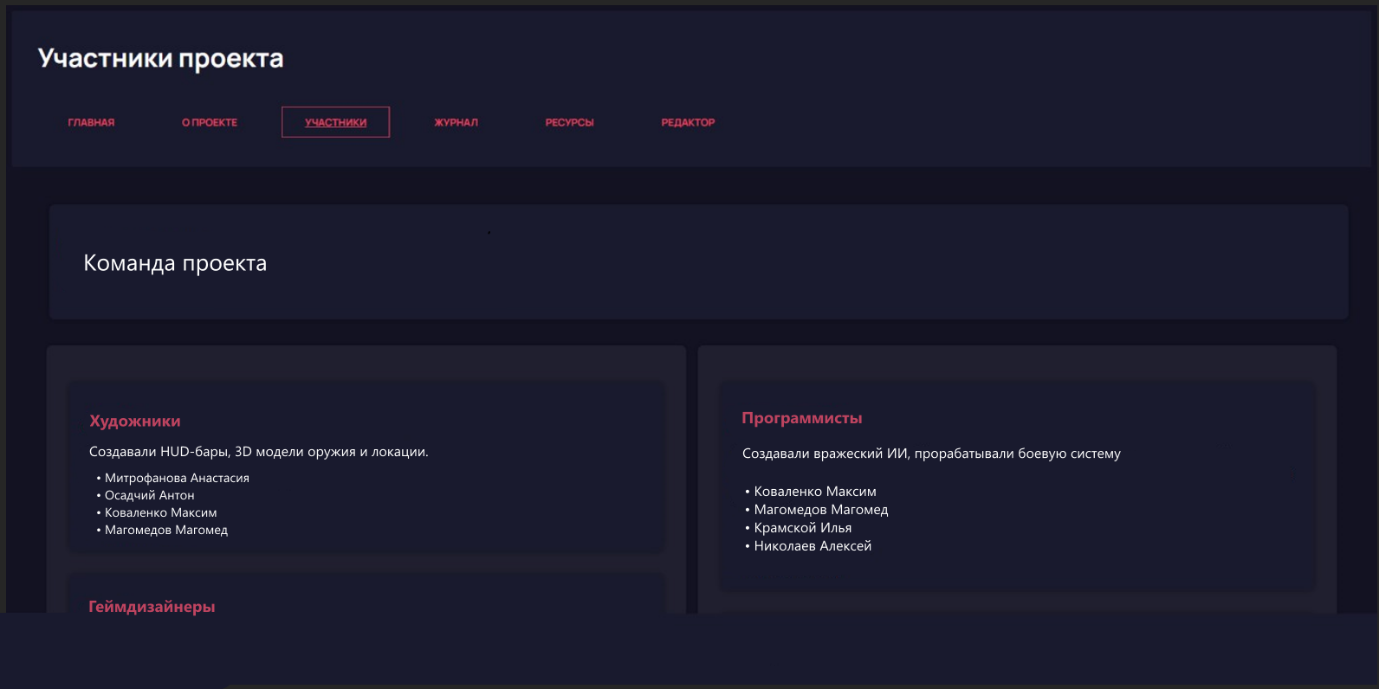 Участники проекта
ГЛАВНАЯ О ПРОЕКТЕ УЧАСТНИКИ ЖУРНАЛ РЕСУРСЫ РЕДАКТОР
Команда проекта
Художники
Создавали HUD-бары, 3D модели оружия и локации.
• Митрофанова Анастасия
• Осадчий Антон
• Коваленко Максим
• Магомедов Магомед
Геймдизайнеры
Программисты
Создавали вражеский ИИ, прорабатывали боевую систему
• Коваленко Максим
• Магомедов Магомед
• Крамской Илья
• Николаев Алексей